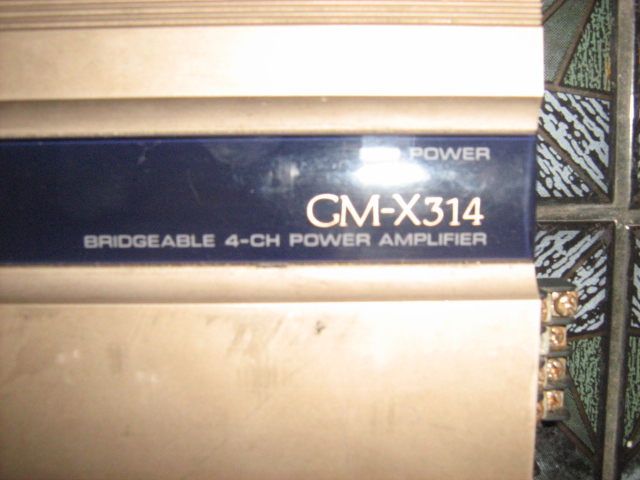 POWER
GM-X314
BRIDGEABLE 4-CH POWER AMPLIFIER